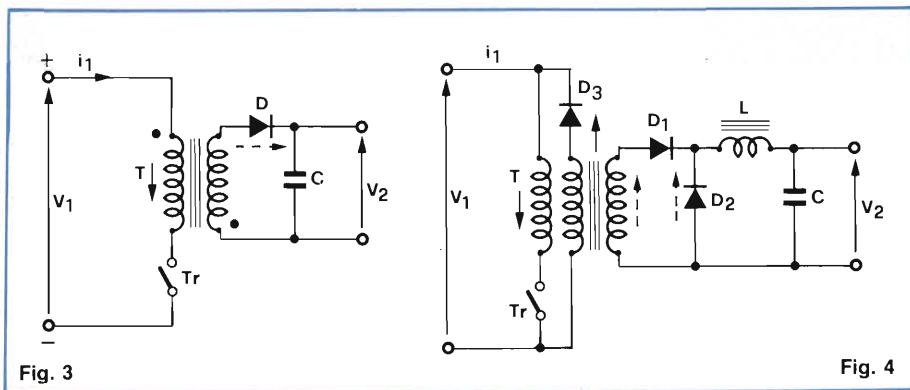 +
i1
D
V1
T
C
V2
Tr
−
Fig. 3
i1
D3
D1
L
V1
T
D2
C
V2
Tr
Fig. 4